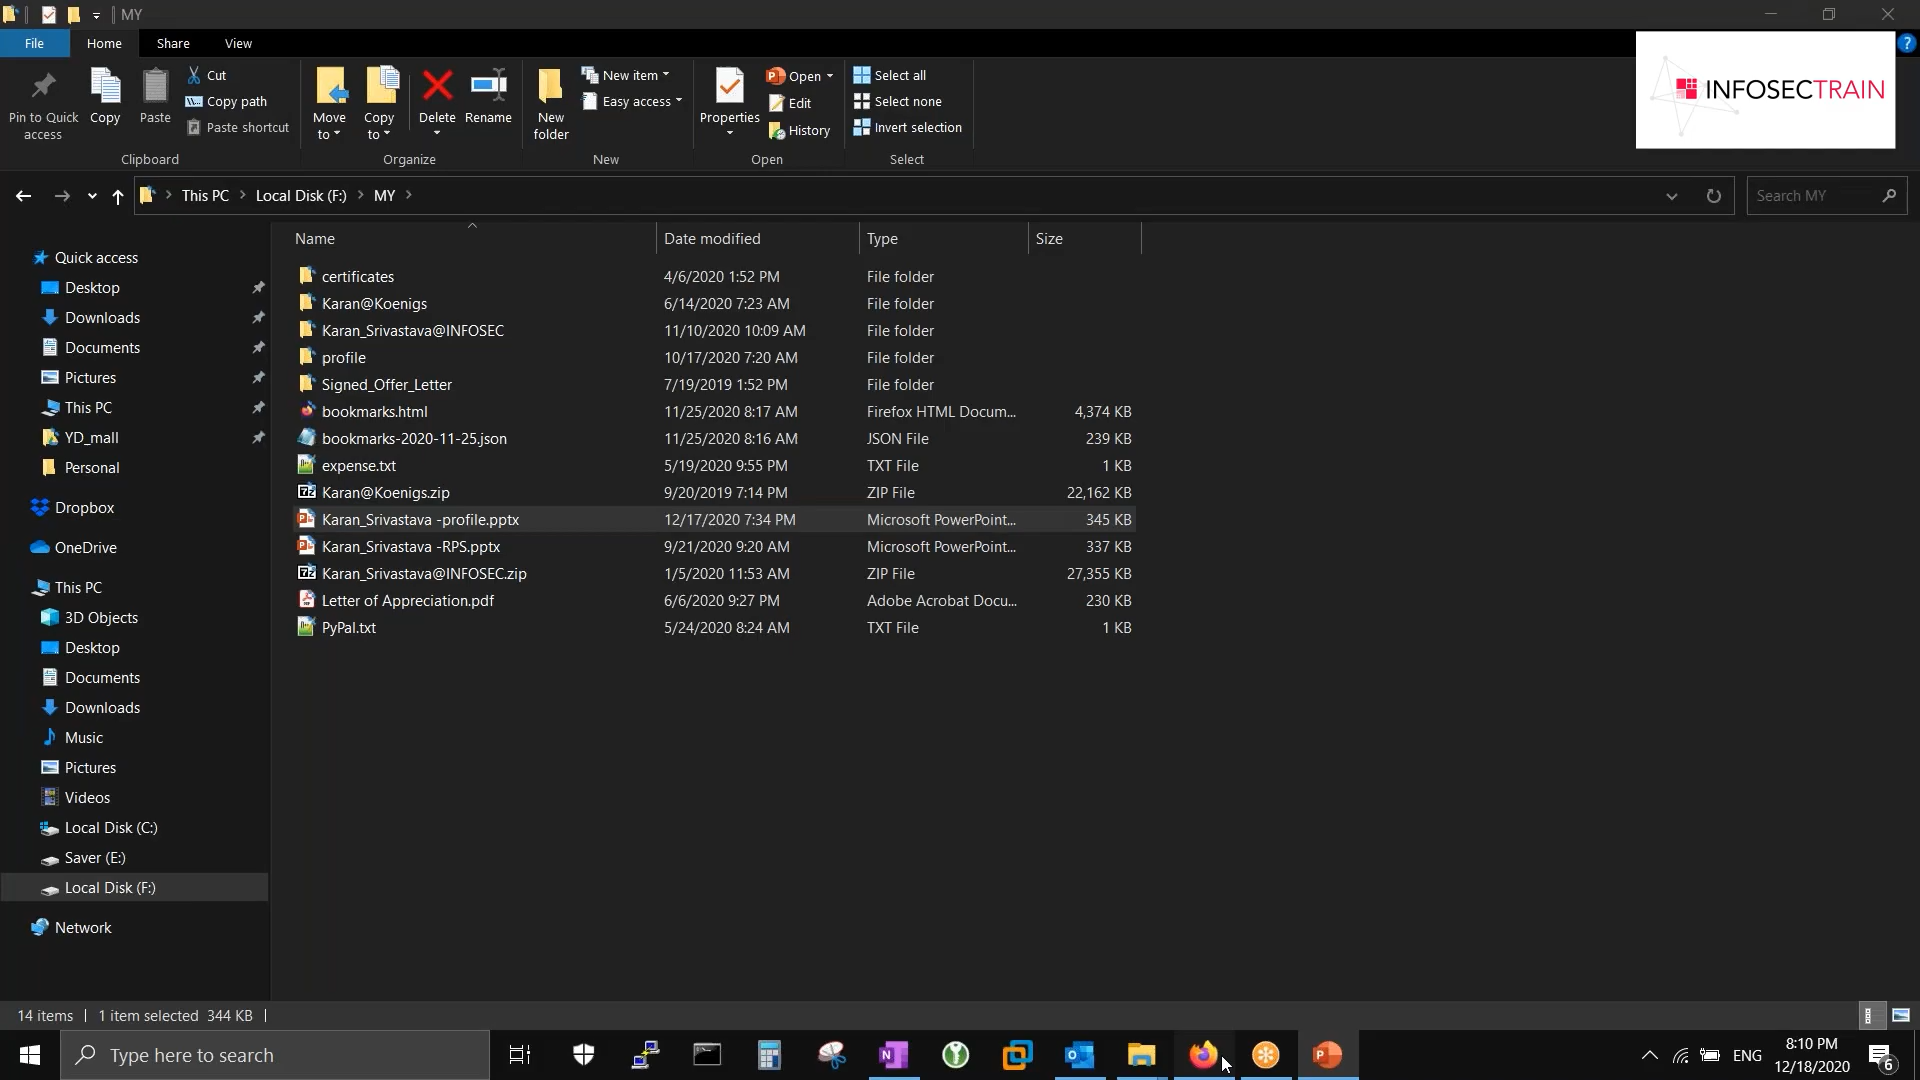 MY
File Home Share View
Pin to Quick access
Copy
Paste
Cut
Copy path
Paste shortcut
Clipboard
Move to
Copy to
Delete
Rename
Organize
New folder
New item
Easy access
New
Properties
Open
Edit
History
Open
Select all
Select none
Invert selection
Select
INFOSECTRAIN
This PC > Local Disk (F:) > MY >
Search MY
Name Date modified Type Size
certificates 4/6/2020 1:52 PM File folder
Karan@Koenigs 6/14/2020 7:23 AM File folder
Karan_Srivastava@INFOSEC 11/10/2020 10:09 AM File folder
profile 10/17/2020 7:20 AM File folder
Signed_Offer_Letter 7/19/2019 1:52 PM File folder
bookmarks.html 11/25/2020 8:17 AM Firefox HTML Docum... 4,374 KB
bookmarks-2020-11-25.json 11/25/2020 8:16 AM JSON File 239 KB
expense.txt 5/19/2020 9:55 PM TXT File 1 KB
Karan@Koenigs.zip 9/20/2019 7:14 PM ZIP File 22,162 KB
Karan_Srivastava -profile.pptx 12/17/2020 7:34 PM Microsoft PowerPoint... 345 KB
Karan_Srivastava -RPS.pptx 9/21/2020 9:20 AM Microsoft PowerPoint... 337 KB
Karan_Srivastava@INFOSEC.zip 1/5/2020 11:53 AM ZIP File 27,355 KB
Letter of Appreciation.pdf 6/6/2020 9:27 PM Adobe Acrobat Docu... 230 KB
PyPal.txt 5/24/2020 8:24 AM TXT File 1 KB
Quick access
Desktop
Downloads
Documents
Pictures
This PC
YD_mall
Personal
Dropbox
OneDrive
This PC
3D Objects
Desktop
Documents
Downloads
Music
Pictures
Videos
Local Disk (C:)
Saver (E:)
Local Disk (F:)
Network
14 items 1 item selected 344 KB
Type here to search
ENG
8:10 PM
12/18/2020
6